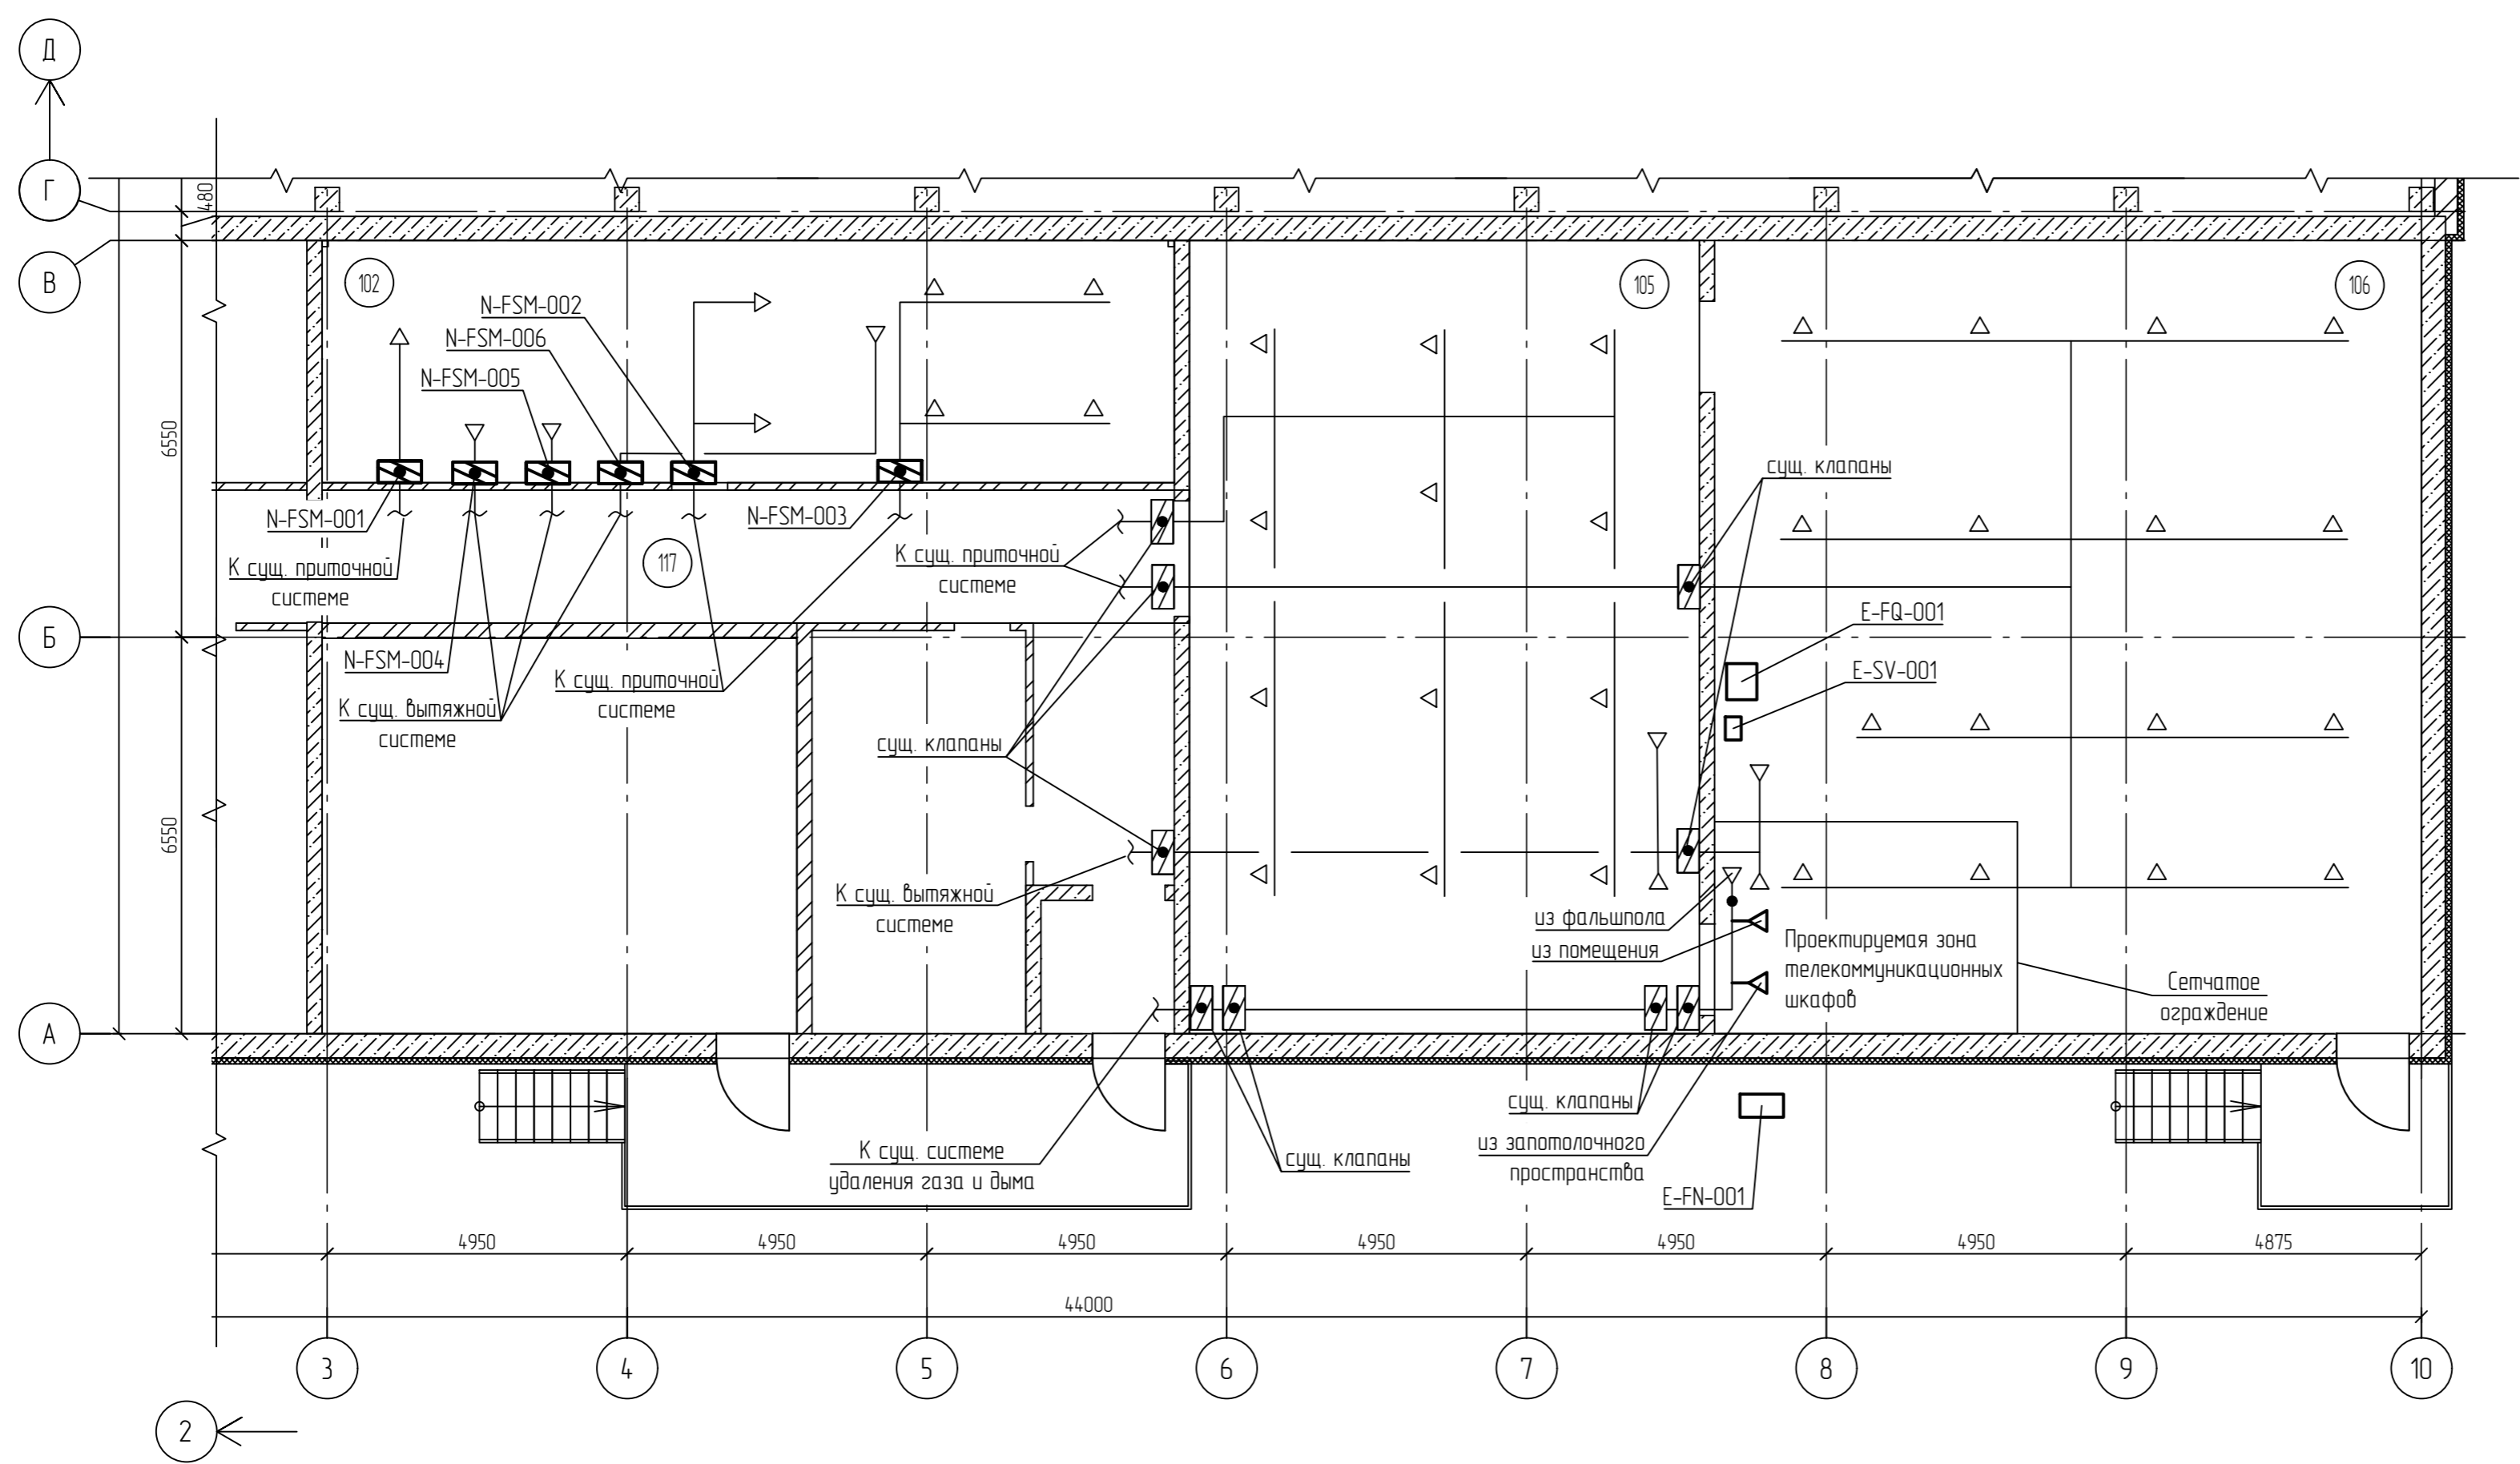 Д
Г
480
В
102
105
106
N-FSM-002
N-FSM-006
N-FSM-005
6550
сущ. клапаны
N-FSM-001
N-FSM-003
К сущ. приточной
системе
117
К сущ. приточной
системе
Б
E-FQ-001
N-FSM-004
E-SV-001
К сущ. приточной
системе
К сущ. вытяжной
системе
сущ. клапаны
6550
К сущ. вытяжной
системе
из фальшпола
из помещения
Проектируемая зона
телекоммуникационных
шкафов
Сетчатое
ограждение
А
сущ. клапаны
из запотолочного
пространства
К сущ. системе
удаления газа и дыма
сущ. клапаны
E-FN-001
4950
4950
4950
4950
4950
4950
4875
44000
3
4
5
6
7
8
9
10
2